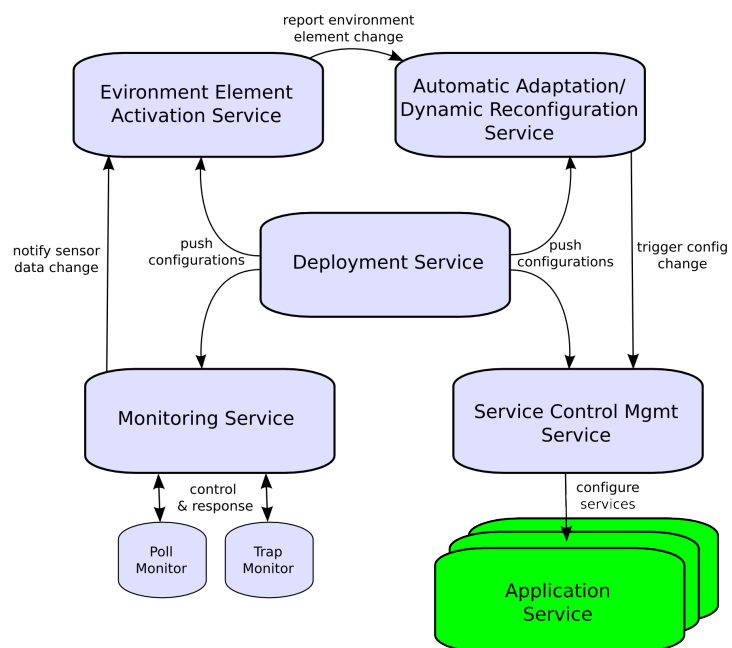 report environment
element change
Evironment Element
Activation Service
Automatic Adaptation/
Dynamic Reconfiguration
Service
notify sensor
data change
push
configurations
Deployment Service
push
configurations
trigger config
change
Monitoring Service
Service Control Mgmt
Service
control
& response
configure
services
Poll
Monitor
Trap
Monitor
Application
Service